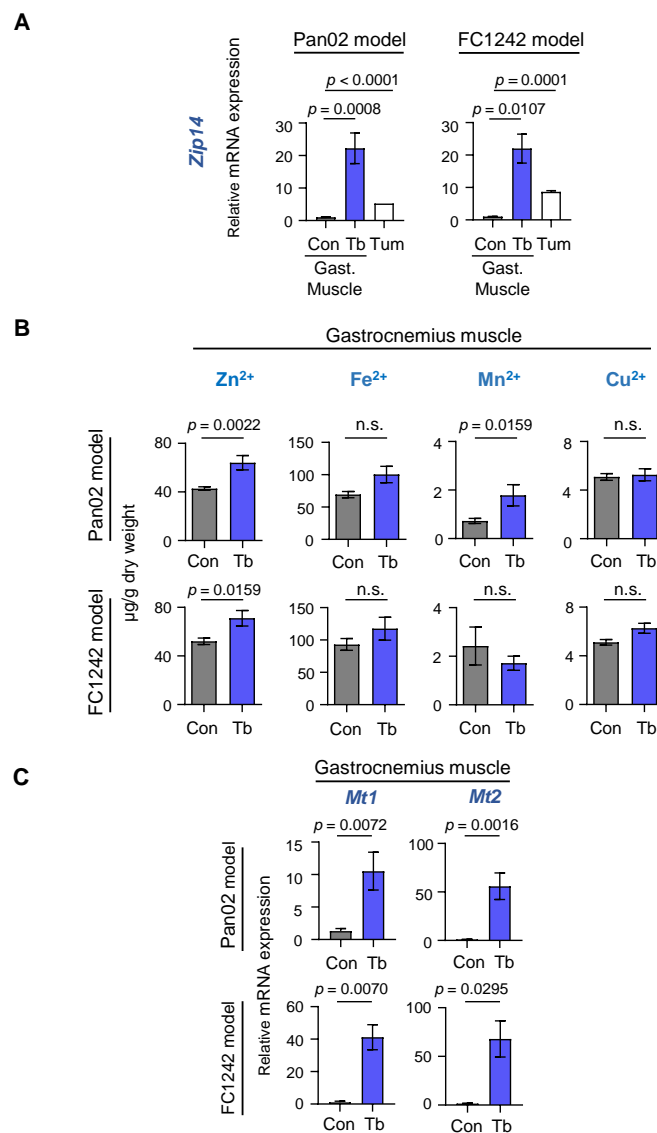 A
Pan02 model
FC1242 model
p < 0.0001
p = 0.0001
p = 0.0008
p = 0.0107
Zip14
Relative mRNA expression
30
20
10
0
30
20
10
0
Con Tb Tum
Con Tb Tum
Gast.
Muscle
Gast.
Muscle
B
Gastrocnemius muscle
Zn²⁺
Fe²⁺
Mn²⁺
Cu²⁺
Pan02 model
µg/g dry weight
p = 0.0022
n.s.
p = 0.0159
n.s.
80
40
0
150
100
50
0
4
2
0
8
4
0
Con Tb
Con Tb
Con Tb
Con Tb
FC1242 model
p = 0.0159
n.s.
n.s.
n.s.
80
40
0
150
100
50
0
4
2
0
8
4
0
Con Tb
Con Tb
Con Tb
Con Tb
C
Gastrocnemius muscle
Mt1
Mt2
Pan02 model
Relative mRNA expression
p = 0.0072
p = 0.0016
15
10
5
0
100
50
0
Con Tb
Con Tb
FC1242 model
p = 0.0070
p = 0.0295
60
40
20
0
100
50
0
Con Tb
Con Tb